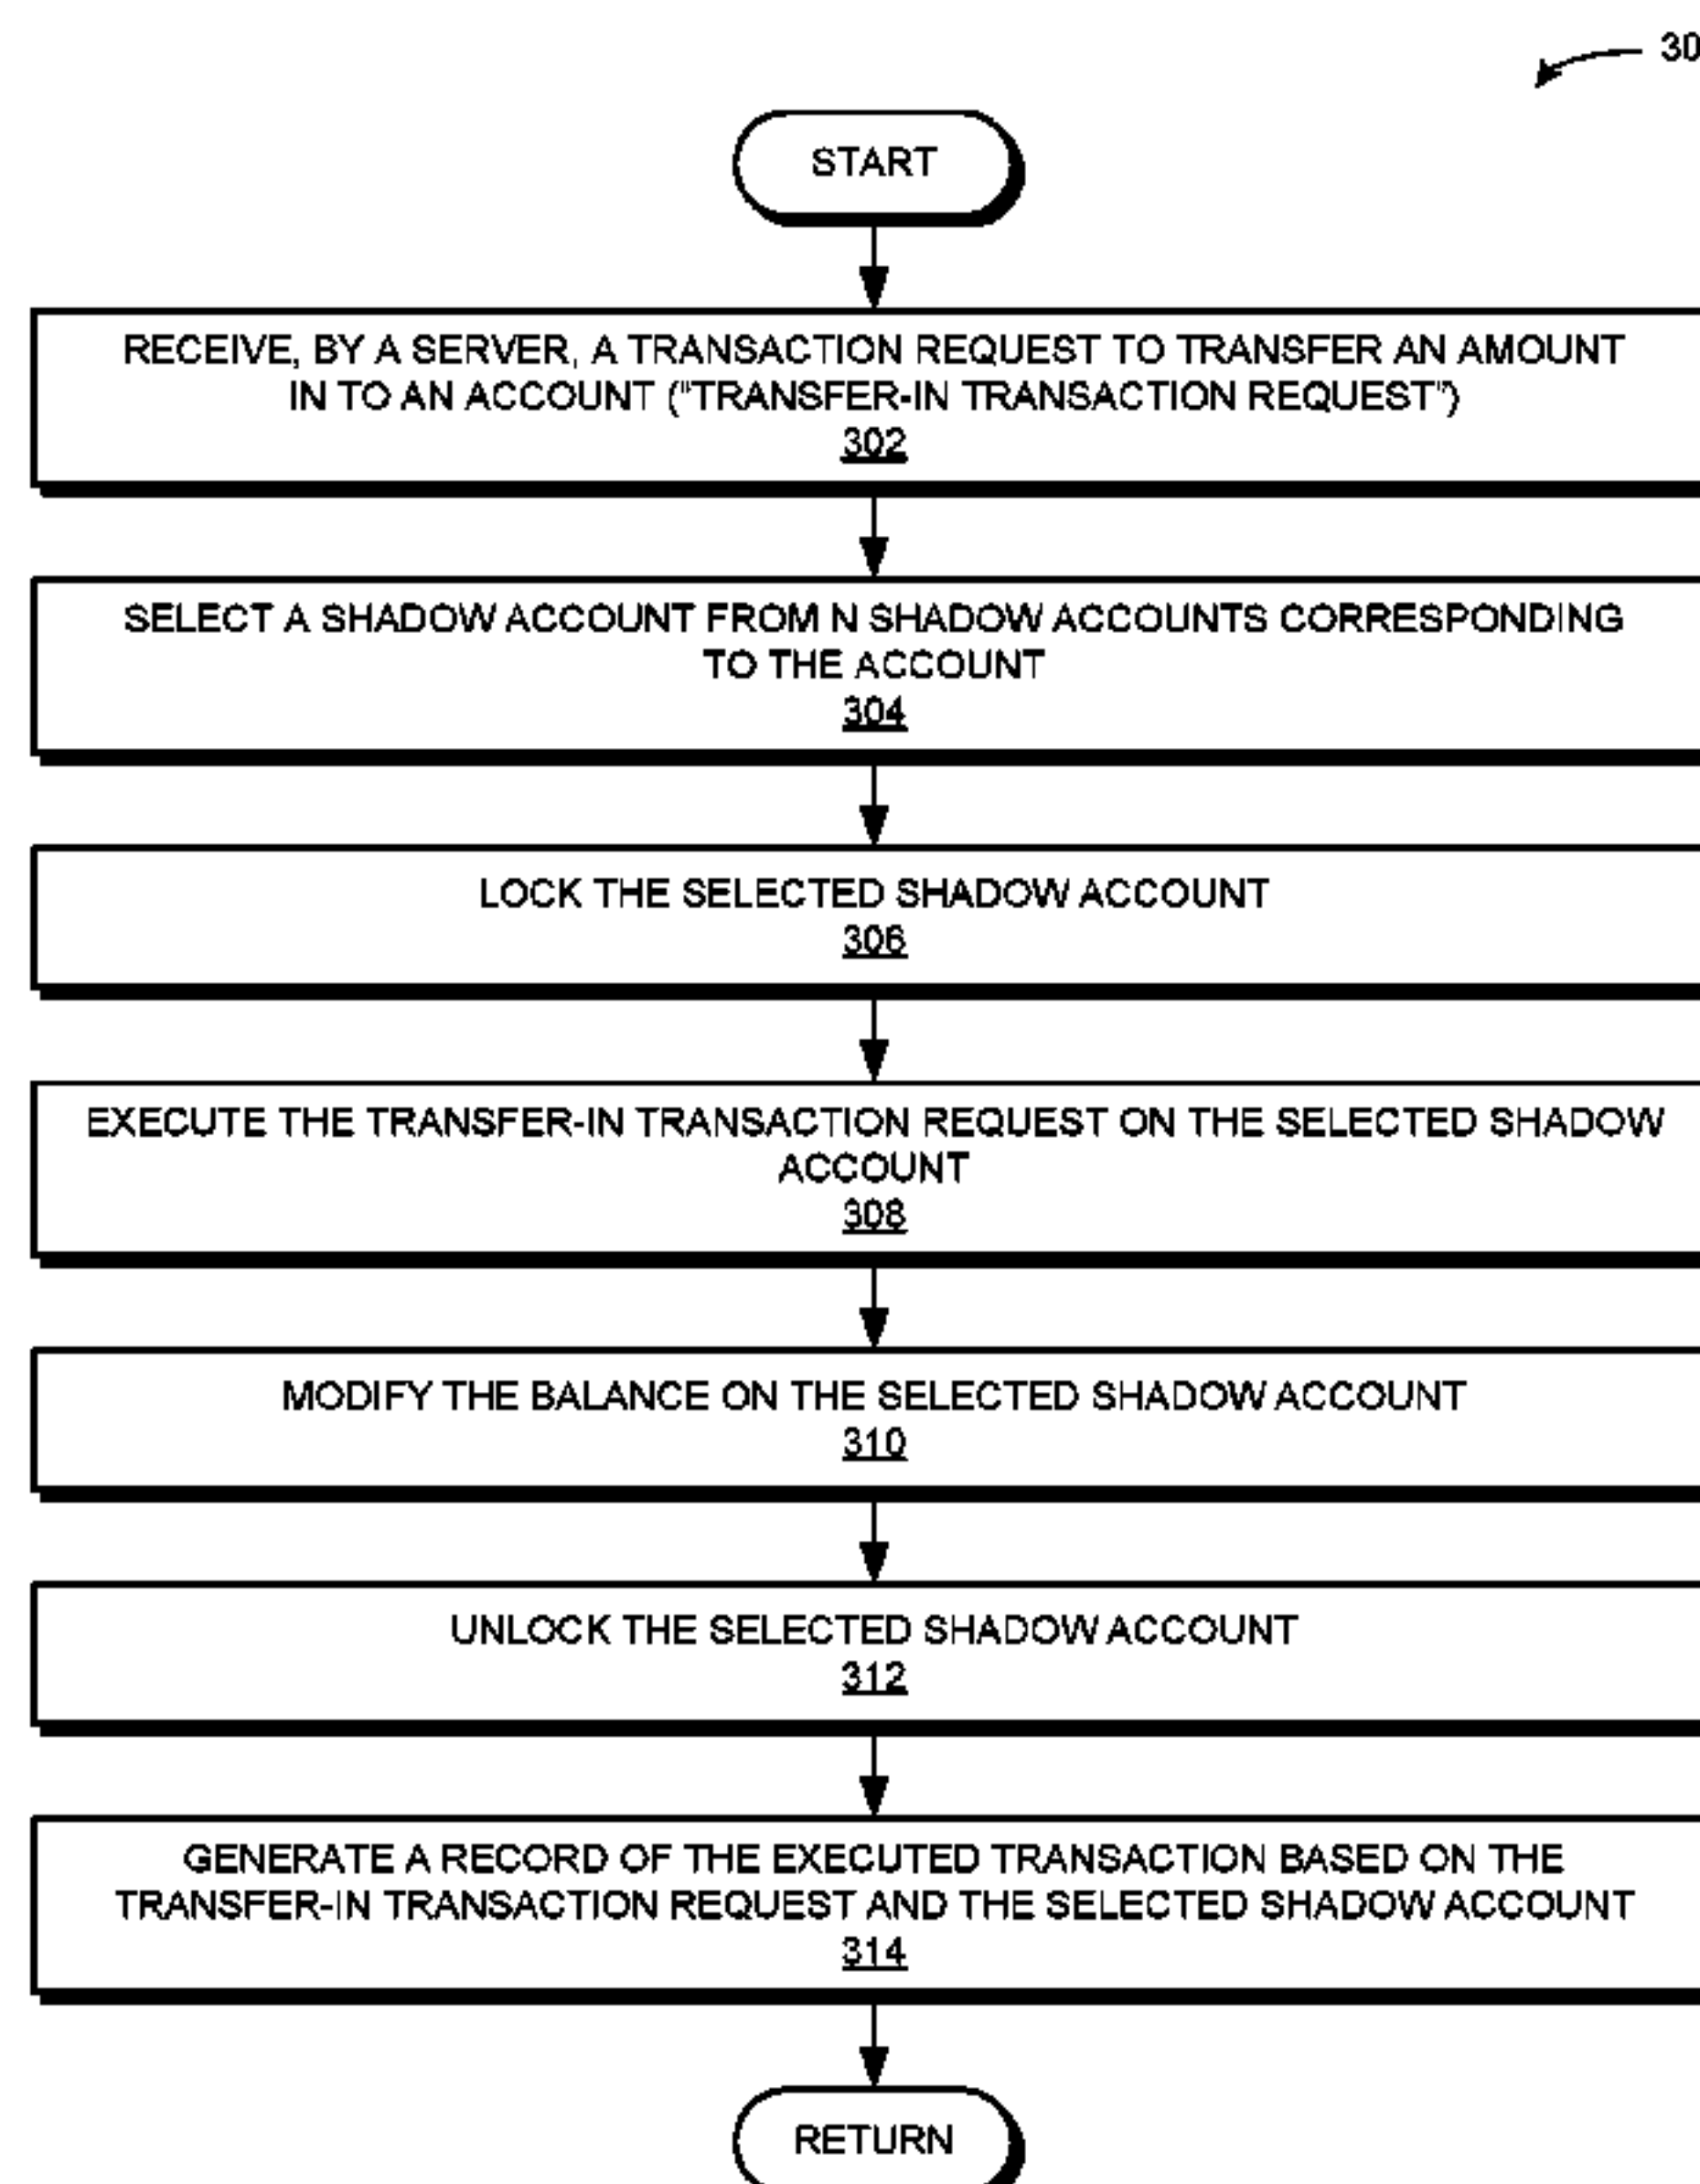 30
START
RECEIVE, BY A SERVER, A TRANSACTION REQUEST TO TRANSFER AN AMOUNT
IN TO AN ACCOUNT ("TRANSFER-IN TRANSACTION REQUEST")
302
SELECT A SHADOW ACCOUNT FROM N SHADOW ACCOUNTS CORRESPONDING
TO THE ACCOUNT
304
LOCK THE SELECTED SHADOW ACCOUNT
306
EXECUTE THE TRANSFER-IN TRANSACTION REQUEST ON THE SELECTED SHADOW
ACCOUNT
308
MODIFY THE BALANCE ON THE SELECTED SHADOW ACCOUNT
310
UNLOCK THE SELECTED SHADOW ACCOUNT
312
GENERATE A RECORD OF THE EXECUTED TRANSACTION BASED ON THE
TRANSFER-IN TRANSACTION REQUEST AND THE SELECTED SHADOW ACCOUNT
314
RETURN